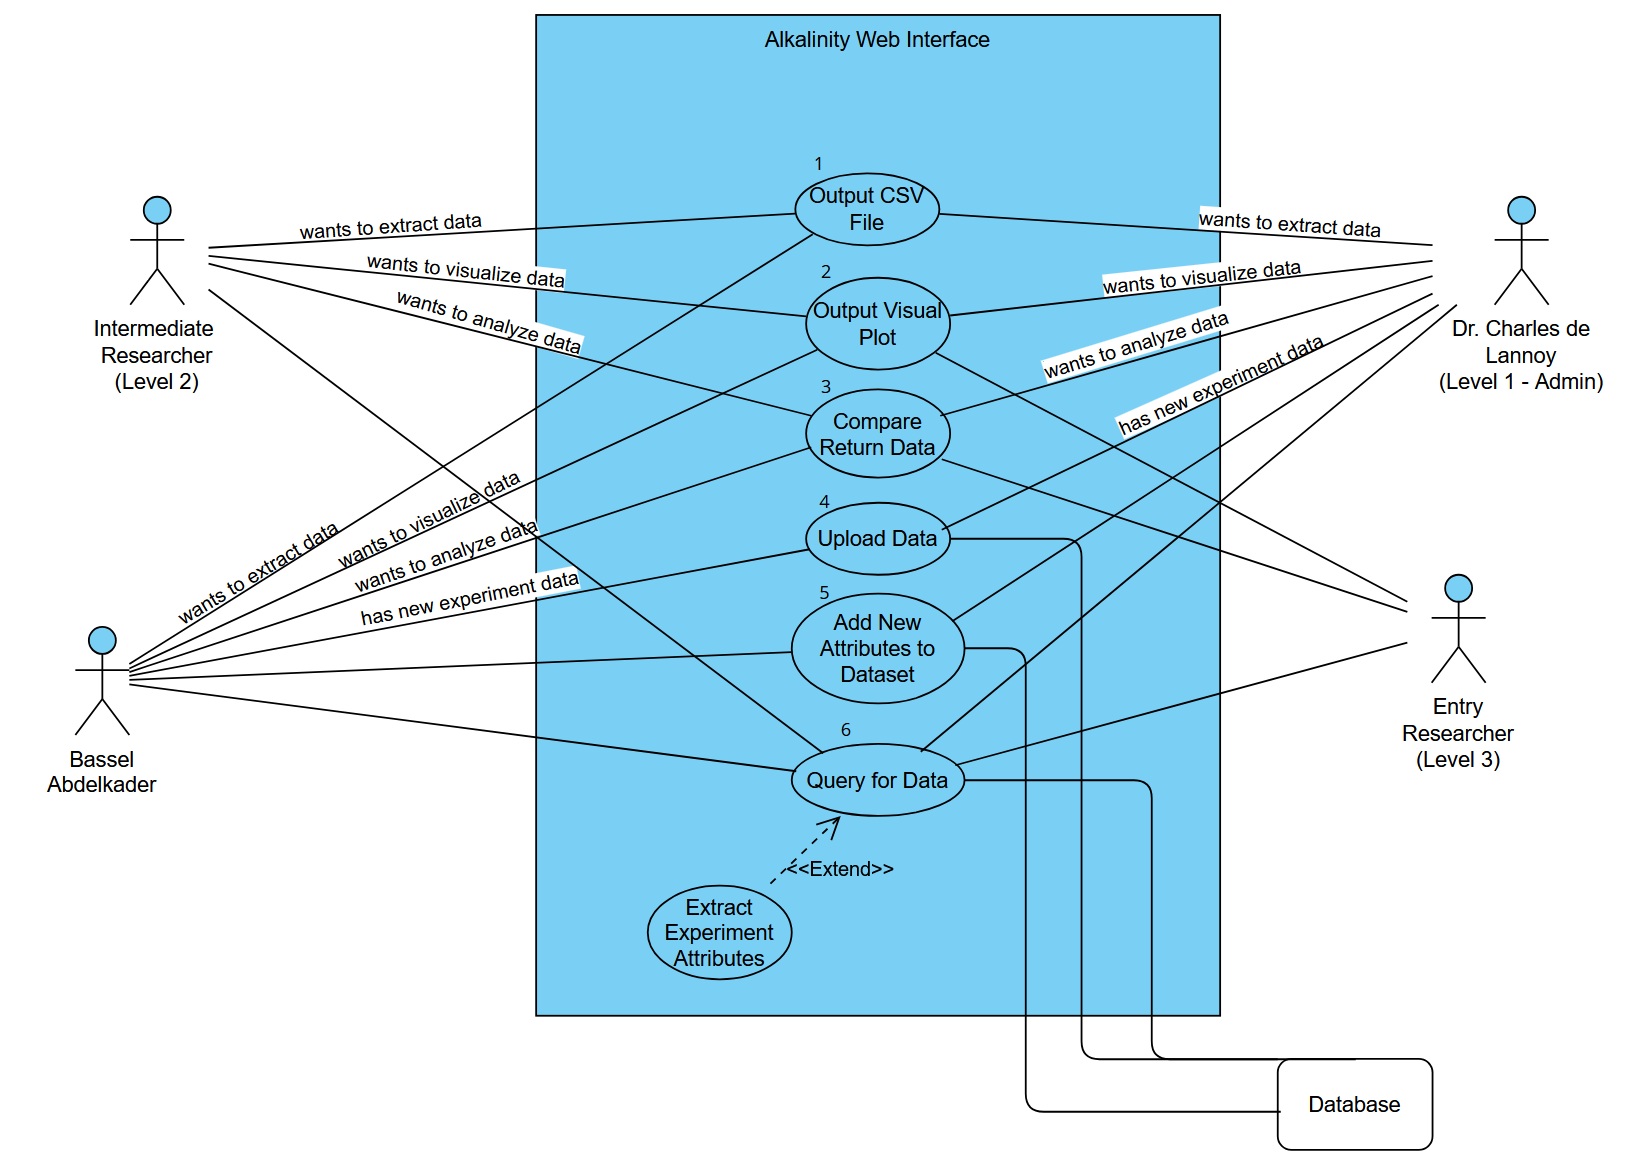 Alkalinity Web Interface
1
Output CSV
File
2
Output Visual
Plot
3
Compare
Return Data
4
Upload Data
5
Add New
Attributes to
Dataset
6
Query for Data
<<Extend>>
Extract
Experiment
Attributes
Intermediate
Researcher
(Level 2)
wants to extract data
wants to visualize data
wants to analyze data
Bassel
Abdelkader
wants to extract data
wants to visualize data
wants to analyze data
has new experiment data
Dr. Charles de
Lannoy
(Level 1 - Admin)
wants to extract data
wants to visualize data
wants to analyze data
has new experiment data
Entry
Researcher
(Level 3)
Database